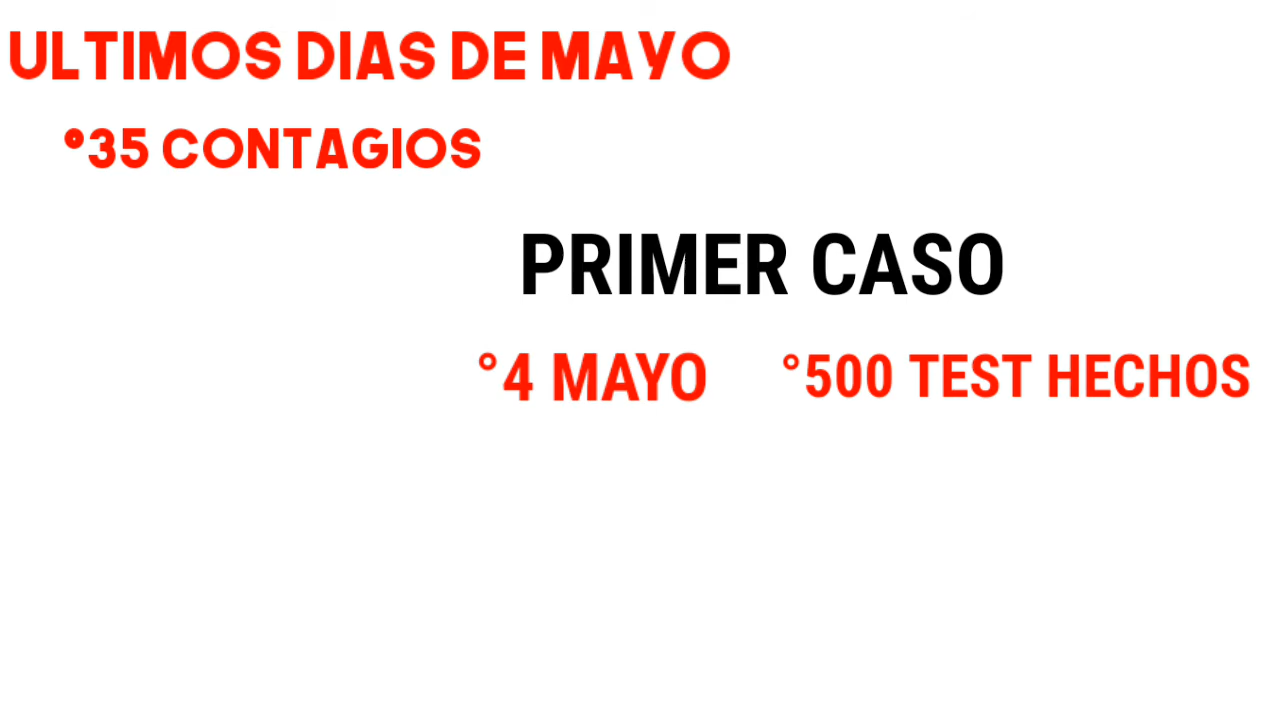 ULTIMOS DIAS DE MAYO
°35 CONTAGIOS
PRIMER CASO
°4 MAYO °500 TEST HECHOS